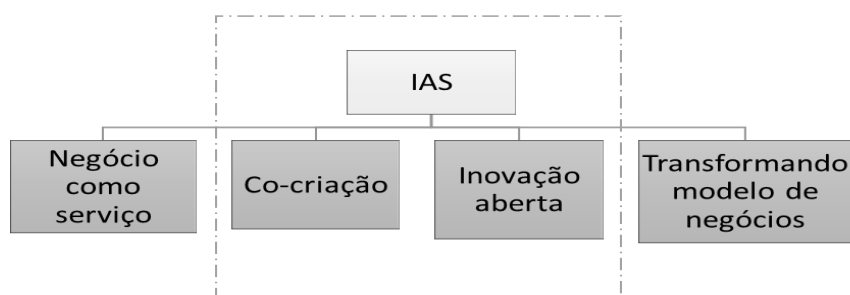 IAS
Negócio
como
serviço
Co-criação
Inovação
aberta
Transformando
modelo de
negócios